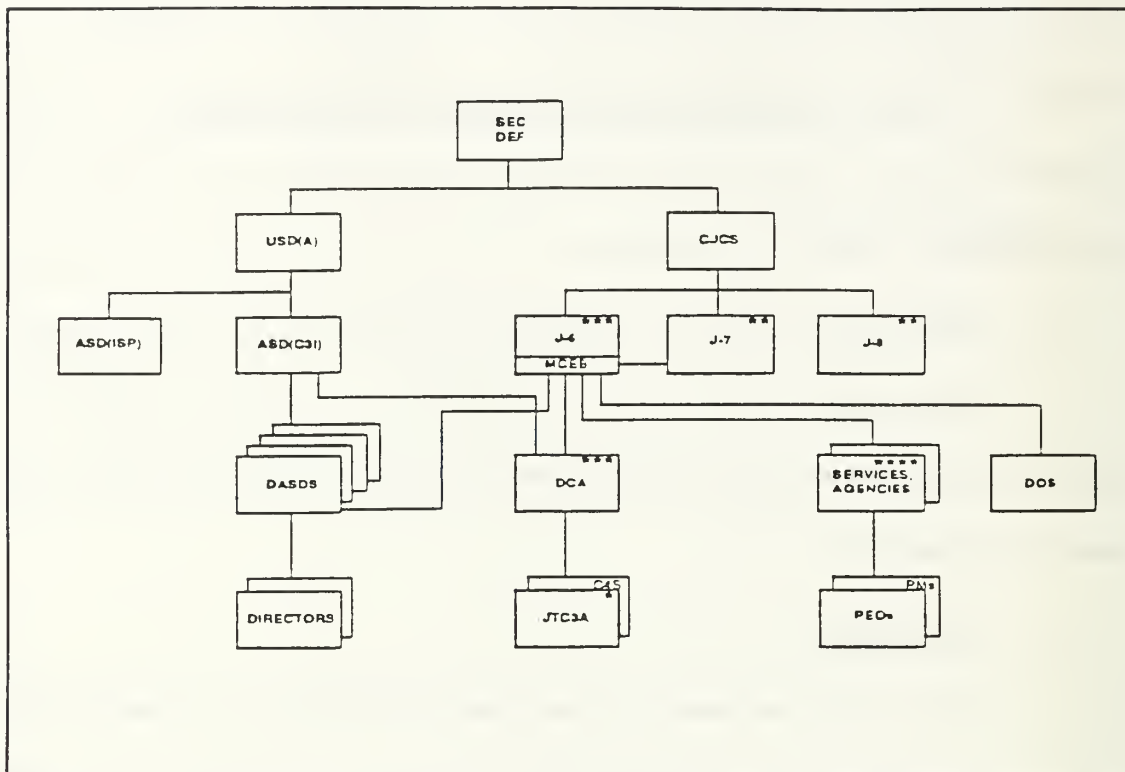 SEC
DEF
USD(A)
CJCS
ASD(ISP)
ASD(C3I)
***
J-6
MCEB
**
J-7
**
J-8
DASDS
***
DCA
****
SERVICES,
AGENCIES
DOS
DIRECTORS
C4S
*
JTC3A
PMs
PEOs